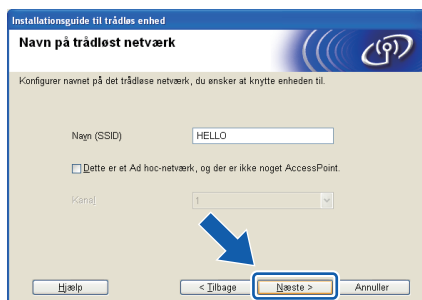 Installationsguide til trådløs enhed
Navn på trådløst netværk
Konfigurer navnet på det trådløse netværk, du ønsker at knytte enheden til.
Navn (SSID)
HELLO
Dette er et Ad hoc-netværk, og der er ikke noget AccessPoint.
Kanal
1
Hjælp
< Tilbage
Næste >
Annuller